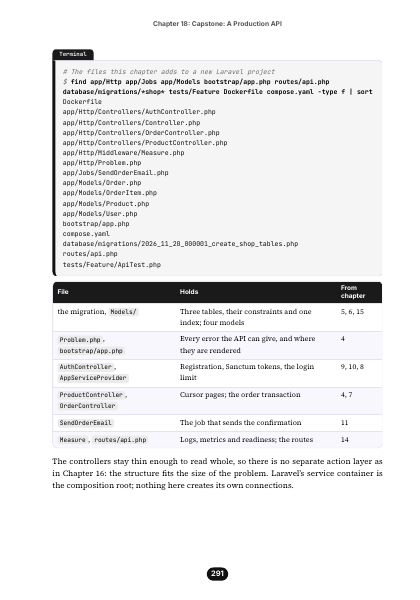 Chapter 18: Capstone: A Production API
Terminal
# The files this chapter adds to a new Laravel project
$ find app/Http app/Jobs app/Models bootstrap/app.php routes/api.php
database/migrations/*shop* tests/Feature Dockerfile compose.yaml -type f | sort
Dockerfile
app/Http/Controllers/AuthController.php
app/Http/Controllers/Controller.php
app/Http/Controllers/OrderController.php
app/Http/Controllers/ProductController.php
app/Http/Middleware/Measure.php
app/Http/Problem.php
app/Jobs/SendOrderEmail.php
app/Models/Order.php
app/Models/OrderItem.php
app/Models/Product.php
app/Models/User.php
bootstrap/app.php
compose.yaml
database/migrations/2026_11_20_000001_create_shop_tables.php
routes/api.php
tests/Feature/ApiTest.php
File Holds From
chapter
the migration, Models/ Three tables, their constraints and one 5, 6, 15
index; four models
Problem.php, Every error the API can give, and where 4
bootstrap/app.php they are rendered
AuthController, Registration, Sanctum tokens, the login 9, 10, 8
AppServiceProvider limit
ProductController, Cursor pages; the order transaction 4, 7
OrderController
SendOrderEmail The job that sends the confirmation 11
Measure, routes/api.php Logs, metrics and readiness; the routes 14
The controllers stay thin enough to read whole, so there is no separate action layer as
in Chapter 16: the structure fits the size of the problem. Laravel's service container is
the composition root; nothing here creates its own connections.
291